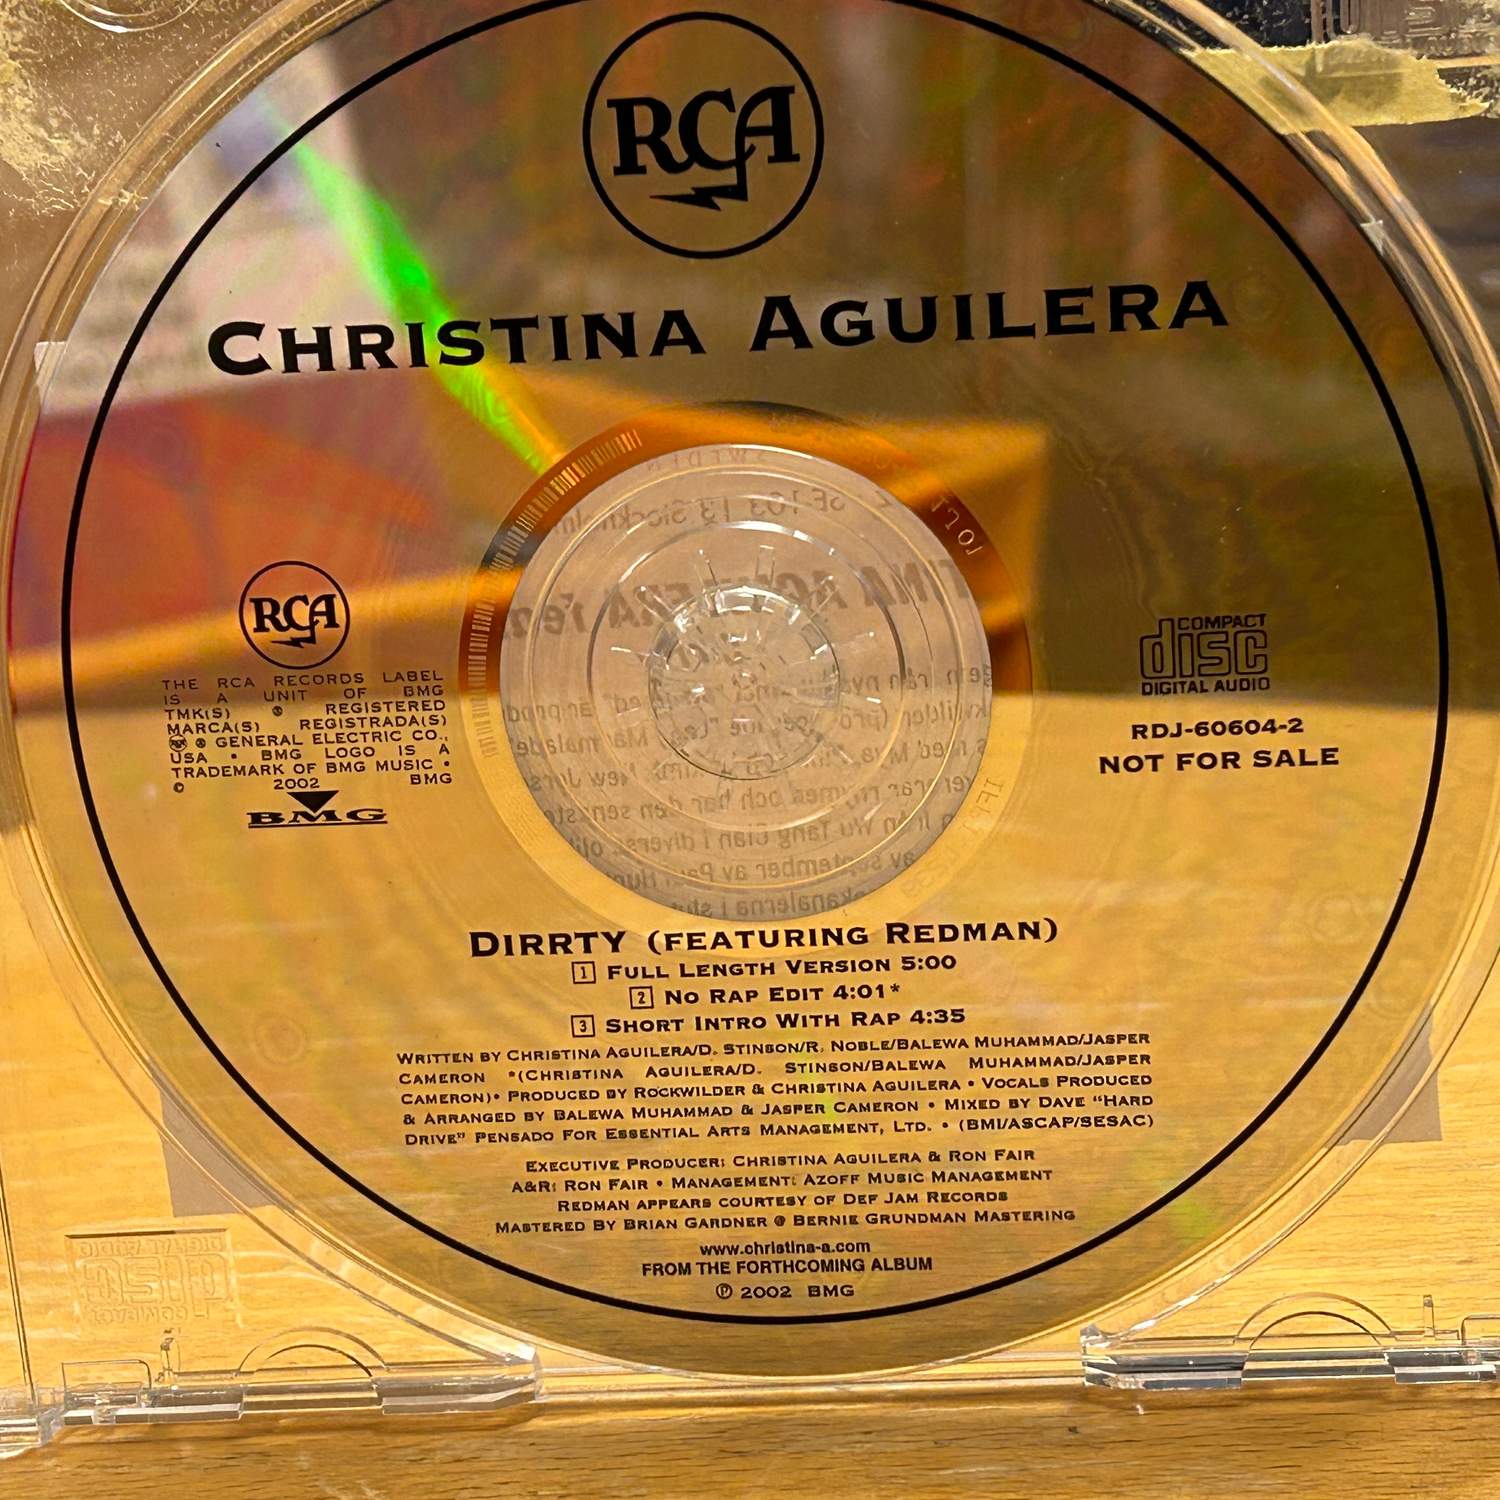 RCA
CHRISTINA AGUILERA
RCA
THE RCA RECORDS LABEL
IS A UNIT OF BMG
TMK(S) ® REGISTERED
MARCA(S) REGISTRADA(S)
RCA ® GENERAL ELECTRIC CO.,
USA • BMG LOGO IS A
TRADEMARK OF BMG MUSIC •
© 2002 BMG
BMG
COMPACT
disc
DIGITAL AUDIO
RDJ-60604-2
NOT FOR SALE
DIRRTY (FEATURING REDMAN)
1 FULL LENGTH VERSION 5:00
2 NO RAP EDIT 4:01*
3 SHORT INTRO WITH RAP 4:35
WRITTEN BY CHRISTINA AGUILERA/D. STINSON/R. NOBLE/BALEWA MUHAMMAD/JASPER
CAMERON *(CHRISTINA AGUILERA/D. STINSON/BALEWA MUHAMMAD/JASPER
CAMERON)• PRODUCED BY ROCKWILDER & CHRISTINA AGUILERA • VOCALS PRODUCED
& ARRANGED BY BALEWA MUHAMMAD & JASPER CAMERON • MIXED BY DAVE "HARD
DRIVE" PENSADO FOR ESSENTIAL ARTS MANAGEMENT, LTD. • (BMI/ASCAP/SESAC)
EXECUTIVE PRODUCER: CHRISTINA AGUILERA & RON FAIR
A&R: RON FAIR • MANAGEMENT: AZOFF MUSIC MANAGEMENT
REDMAN APPEARS COURTESY OF DEF JAM RECORDS
MASTERED BY BRIAN GARDNER @ BERNIE GRUNDMAN MASTERING
www.christina-a.com
FROM THE FORTHCOMING ALBUM
℗ 2002 BMG